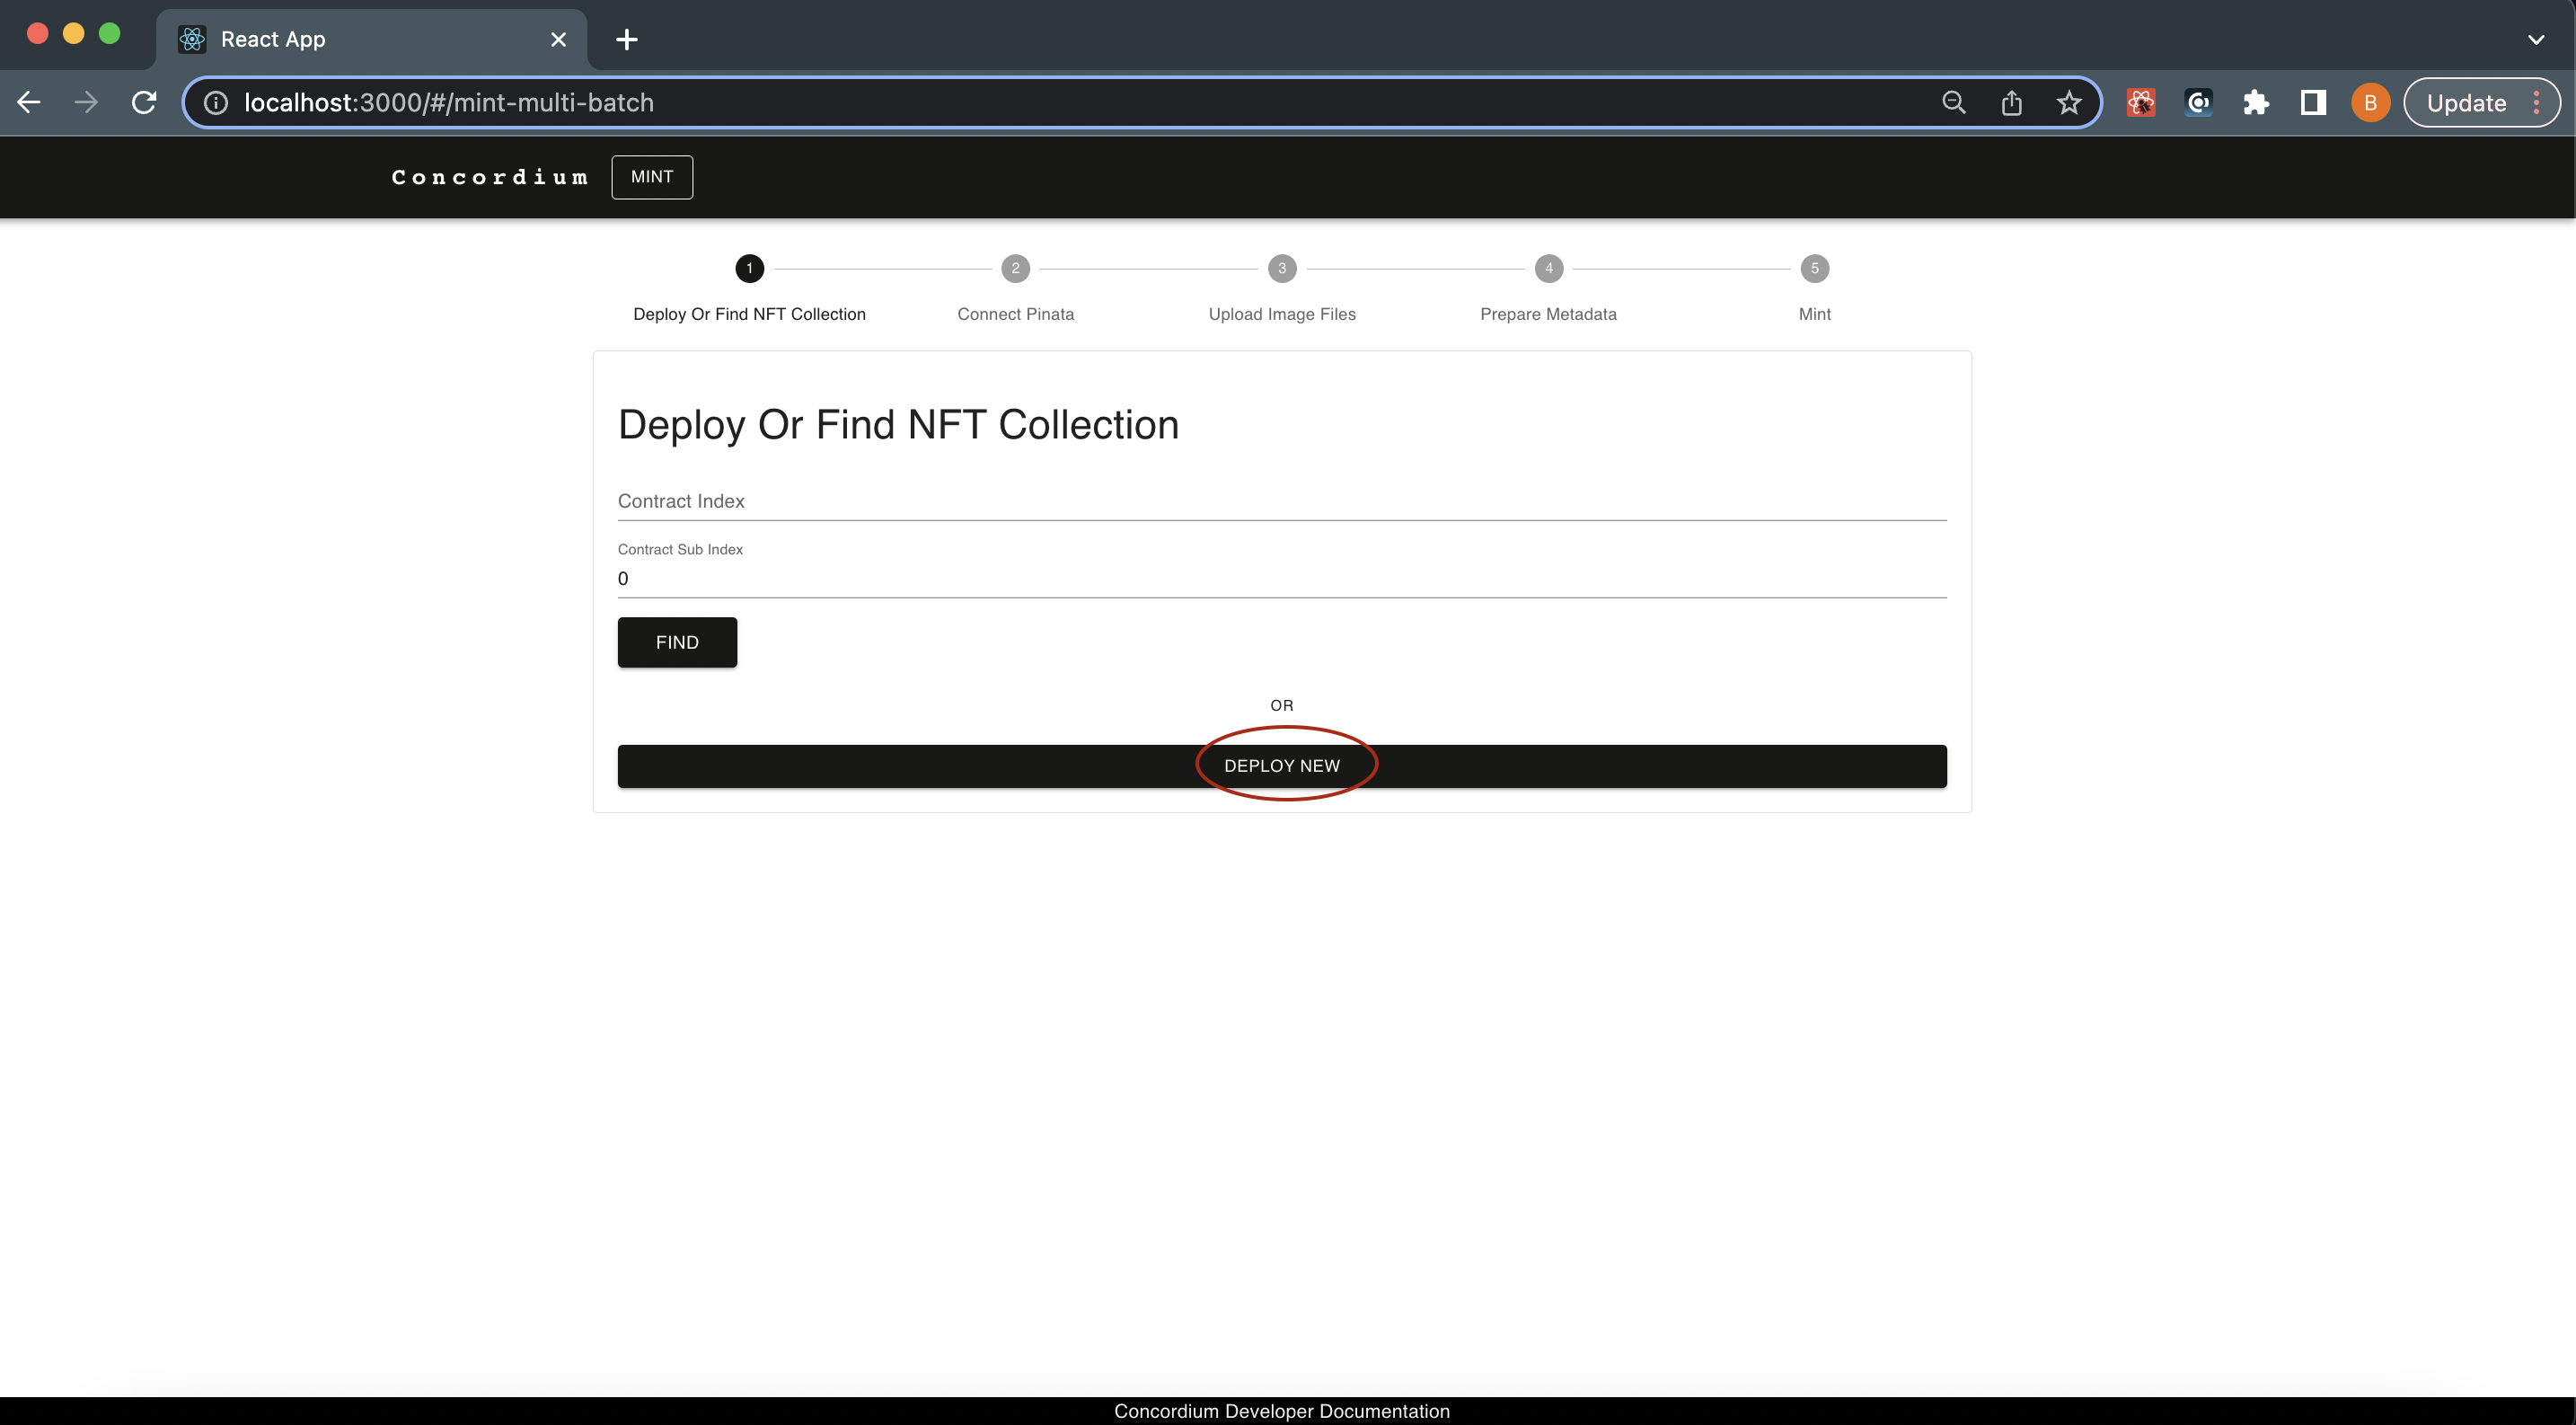 React App
localhost:3000/#/mint-multi-batch
B
Update
Concordium
MINT
1
2
3
4
5
Deploy Or Find NFT Collection
Connect Pinata
Upload Image Files
Prepare Metadata
Mint
Deploy Or Find NFT Collection
Contract Index
Contract Sub Index
0
FIND
OR
DEPLOY NEW
Concordium Developer Documentation